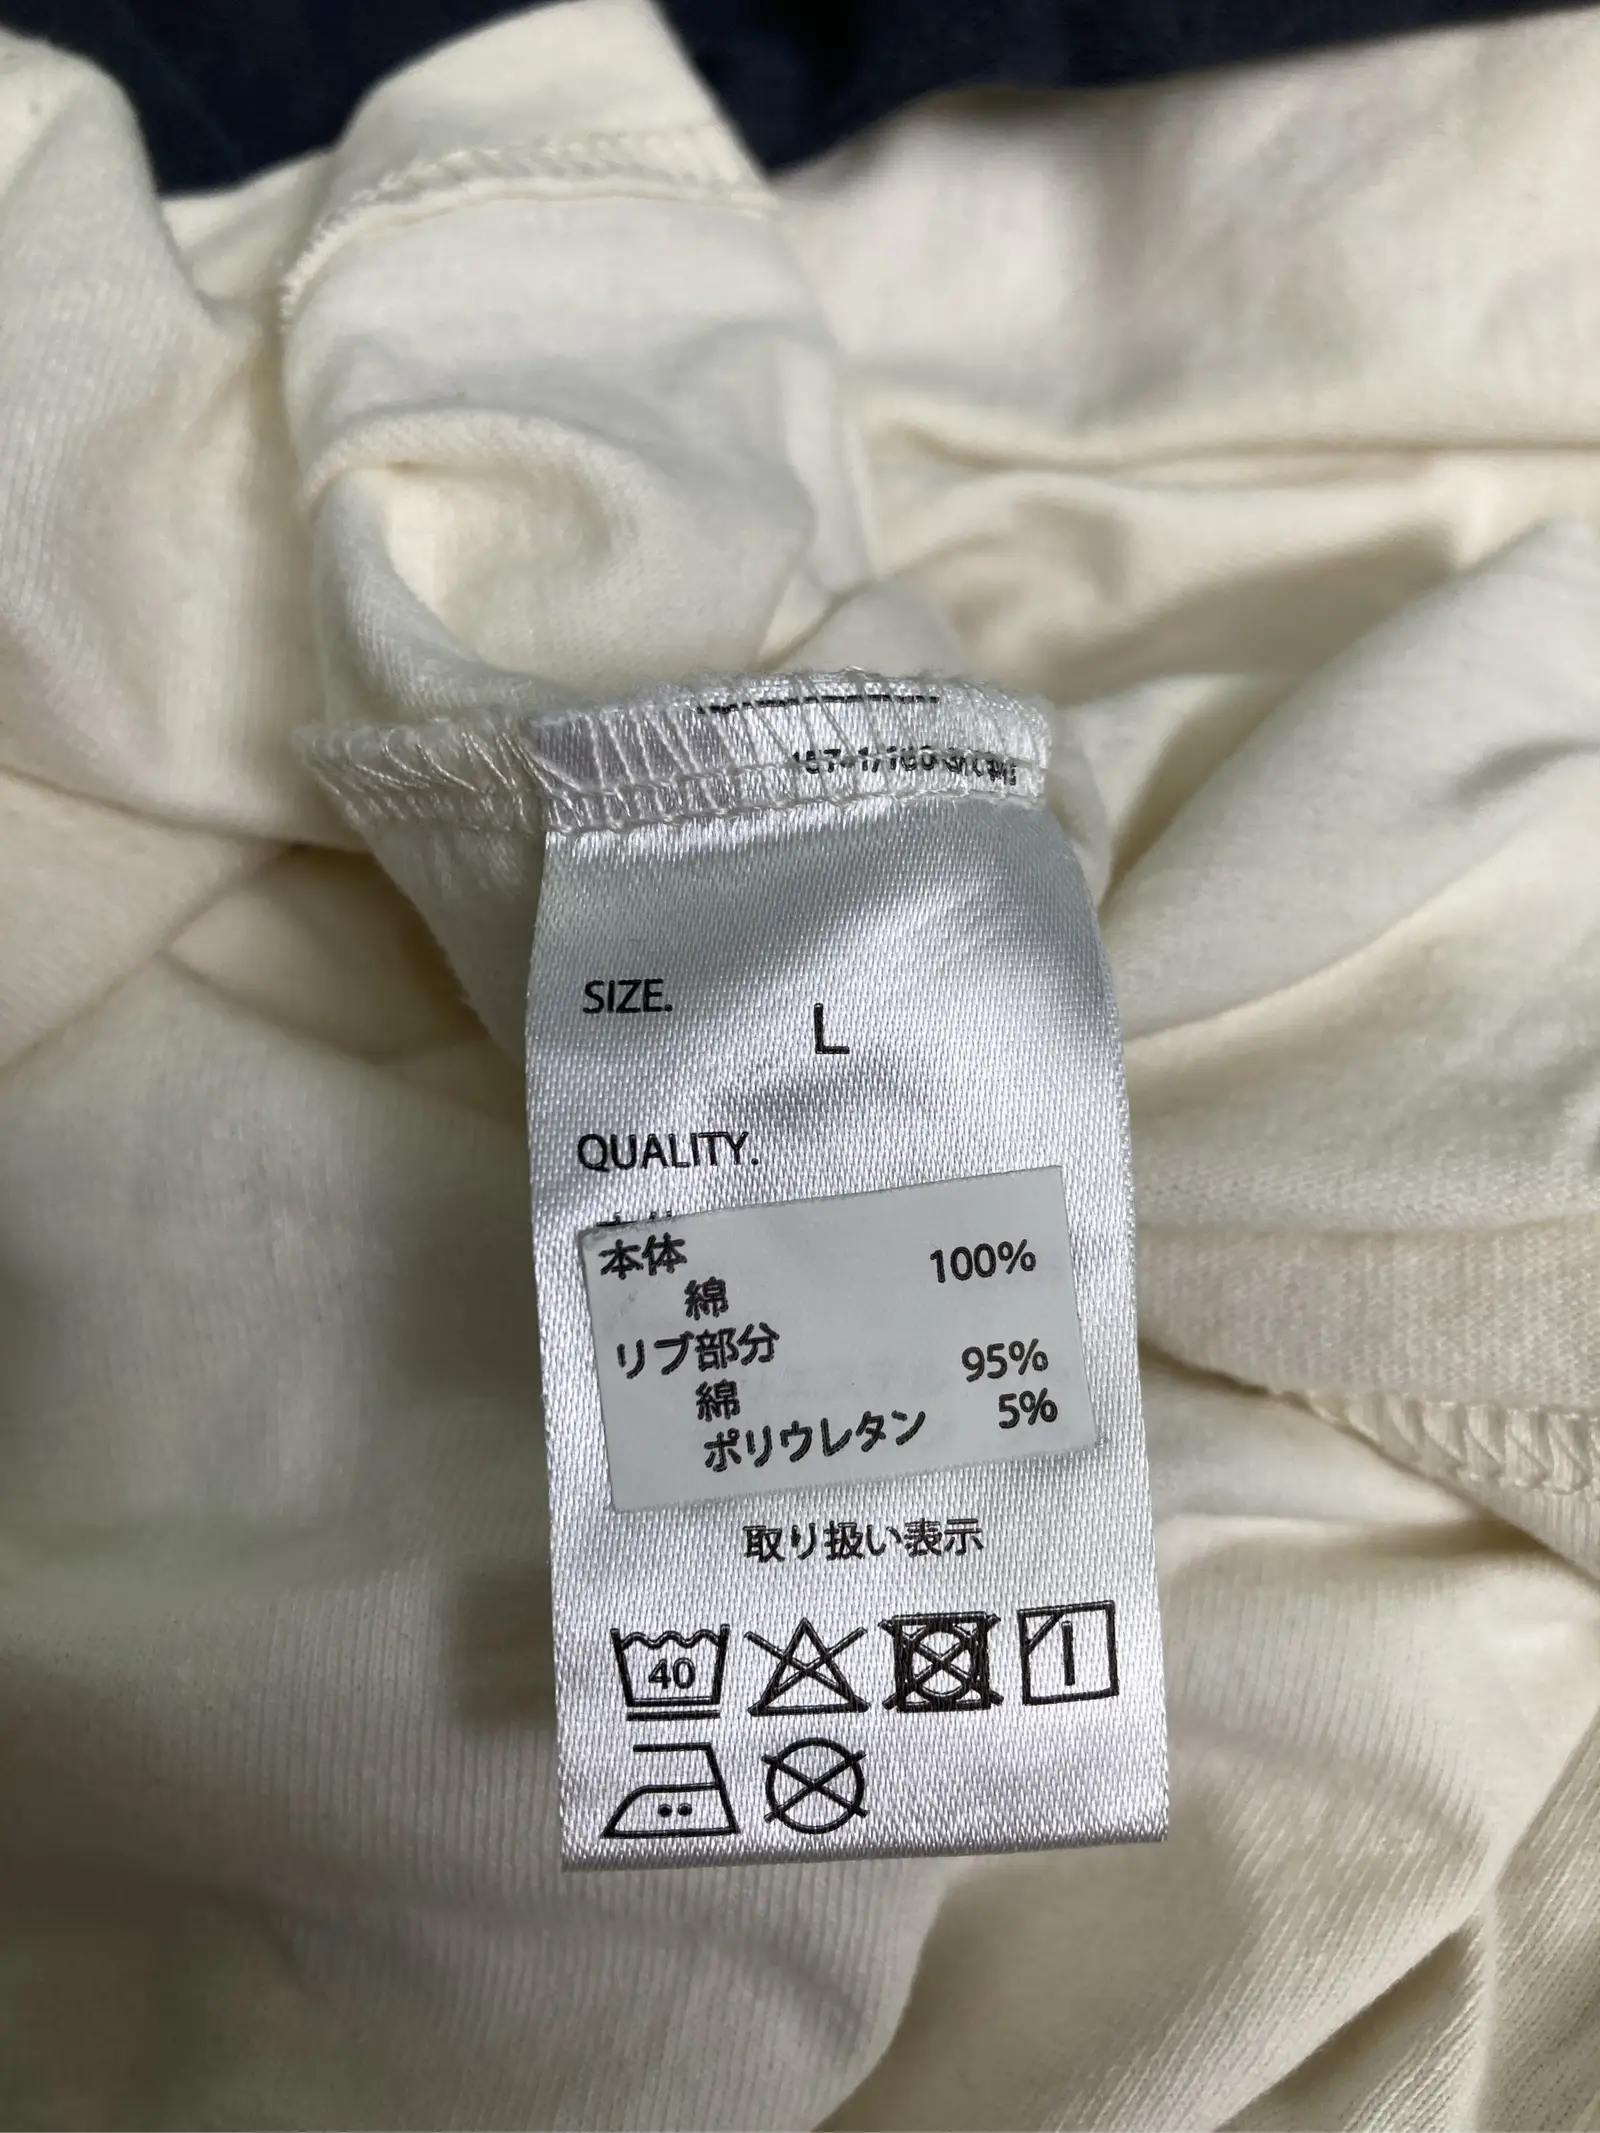 SIZE.
L
QUALITY.
本体
綿 100%
リブ部分
綿 95%
ポリウレタン 5%
取り扱い表示
40